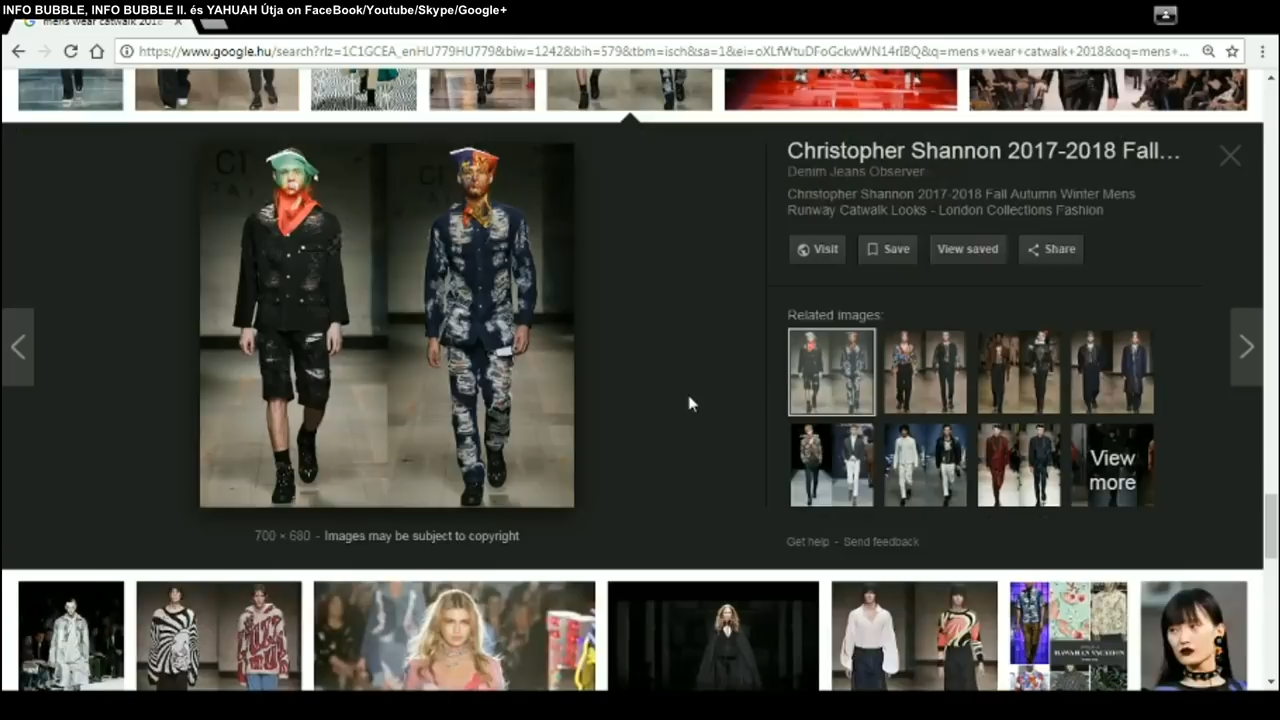 INFO BUBBLE, INFO BUBBLE II. és YAHUAH Útja on FaceBook/Youtube/Skype/Google+
mens wear catwalk 2018
https://www.google.hu/search?rlz=1C1GCEA_enHU779HU779&biw=1242&bih=579&tbm=isch&sa=1&ei=oXLfWtuDFoGckwWN14rIBQ&q=mens+wear+catwalk+2018&oq=mens+...
Christopher Shannon 2017-2018 Fall...
Denim Jeans Observer
Christopher Shannon 2017-2018 Fall Autumn Winter Mens
Runway Catwalk Looks - London Collections Fashion
Visit
Save
View saved
Share
Related images:
View
more
700 × 680 - Images may be subject to copyright
Get help - Send feedback
HAWAIIAN VACATION